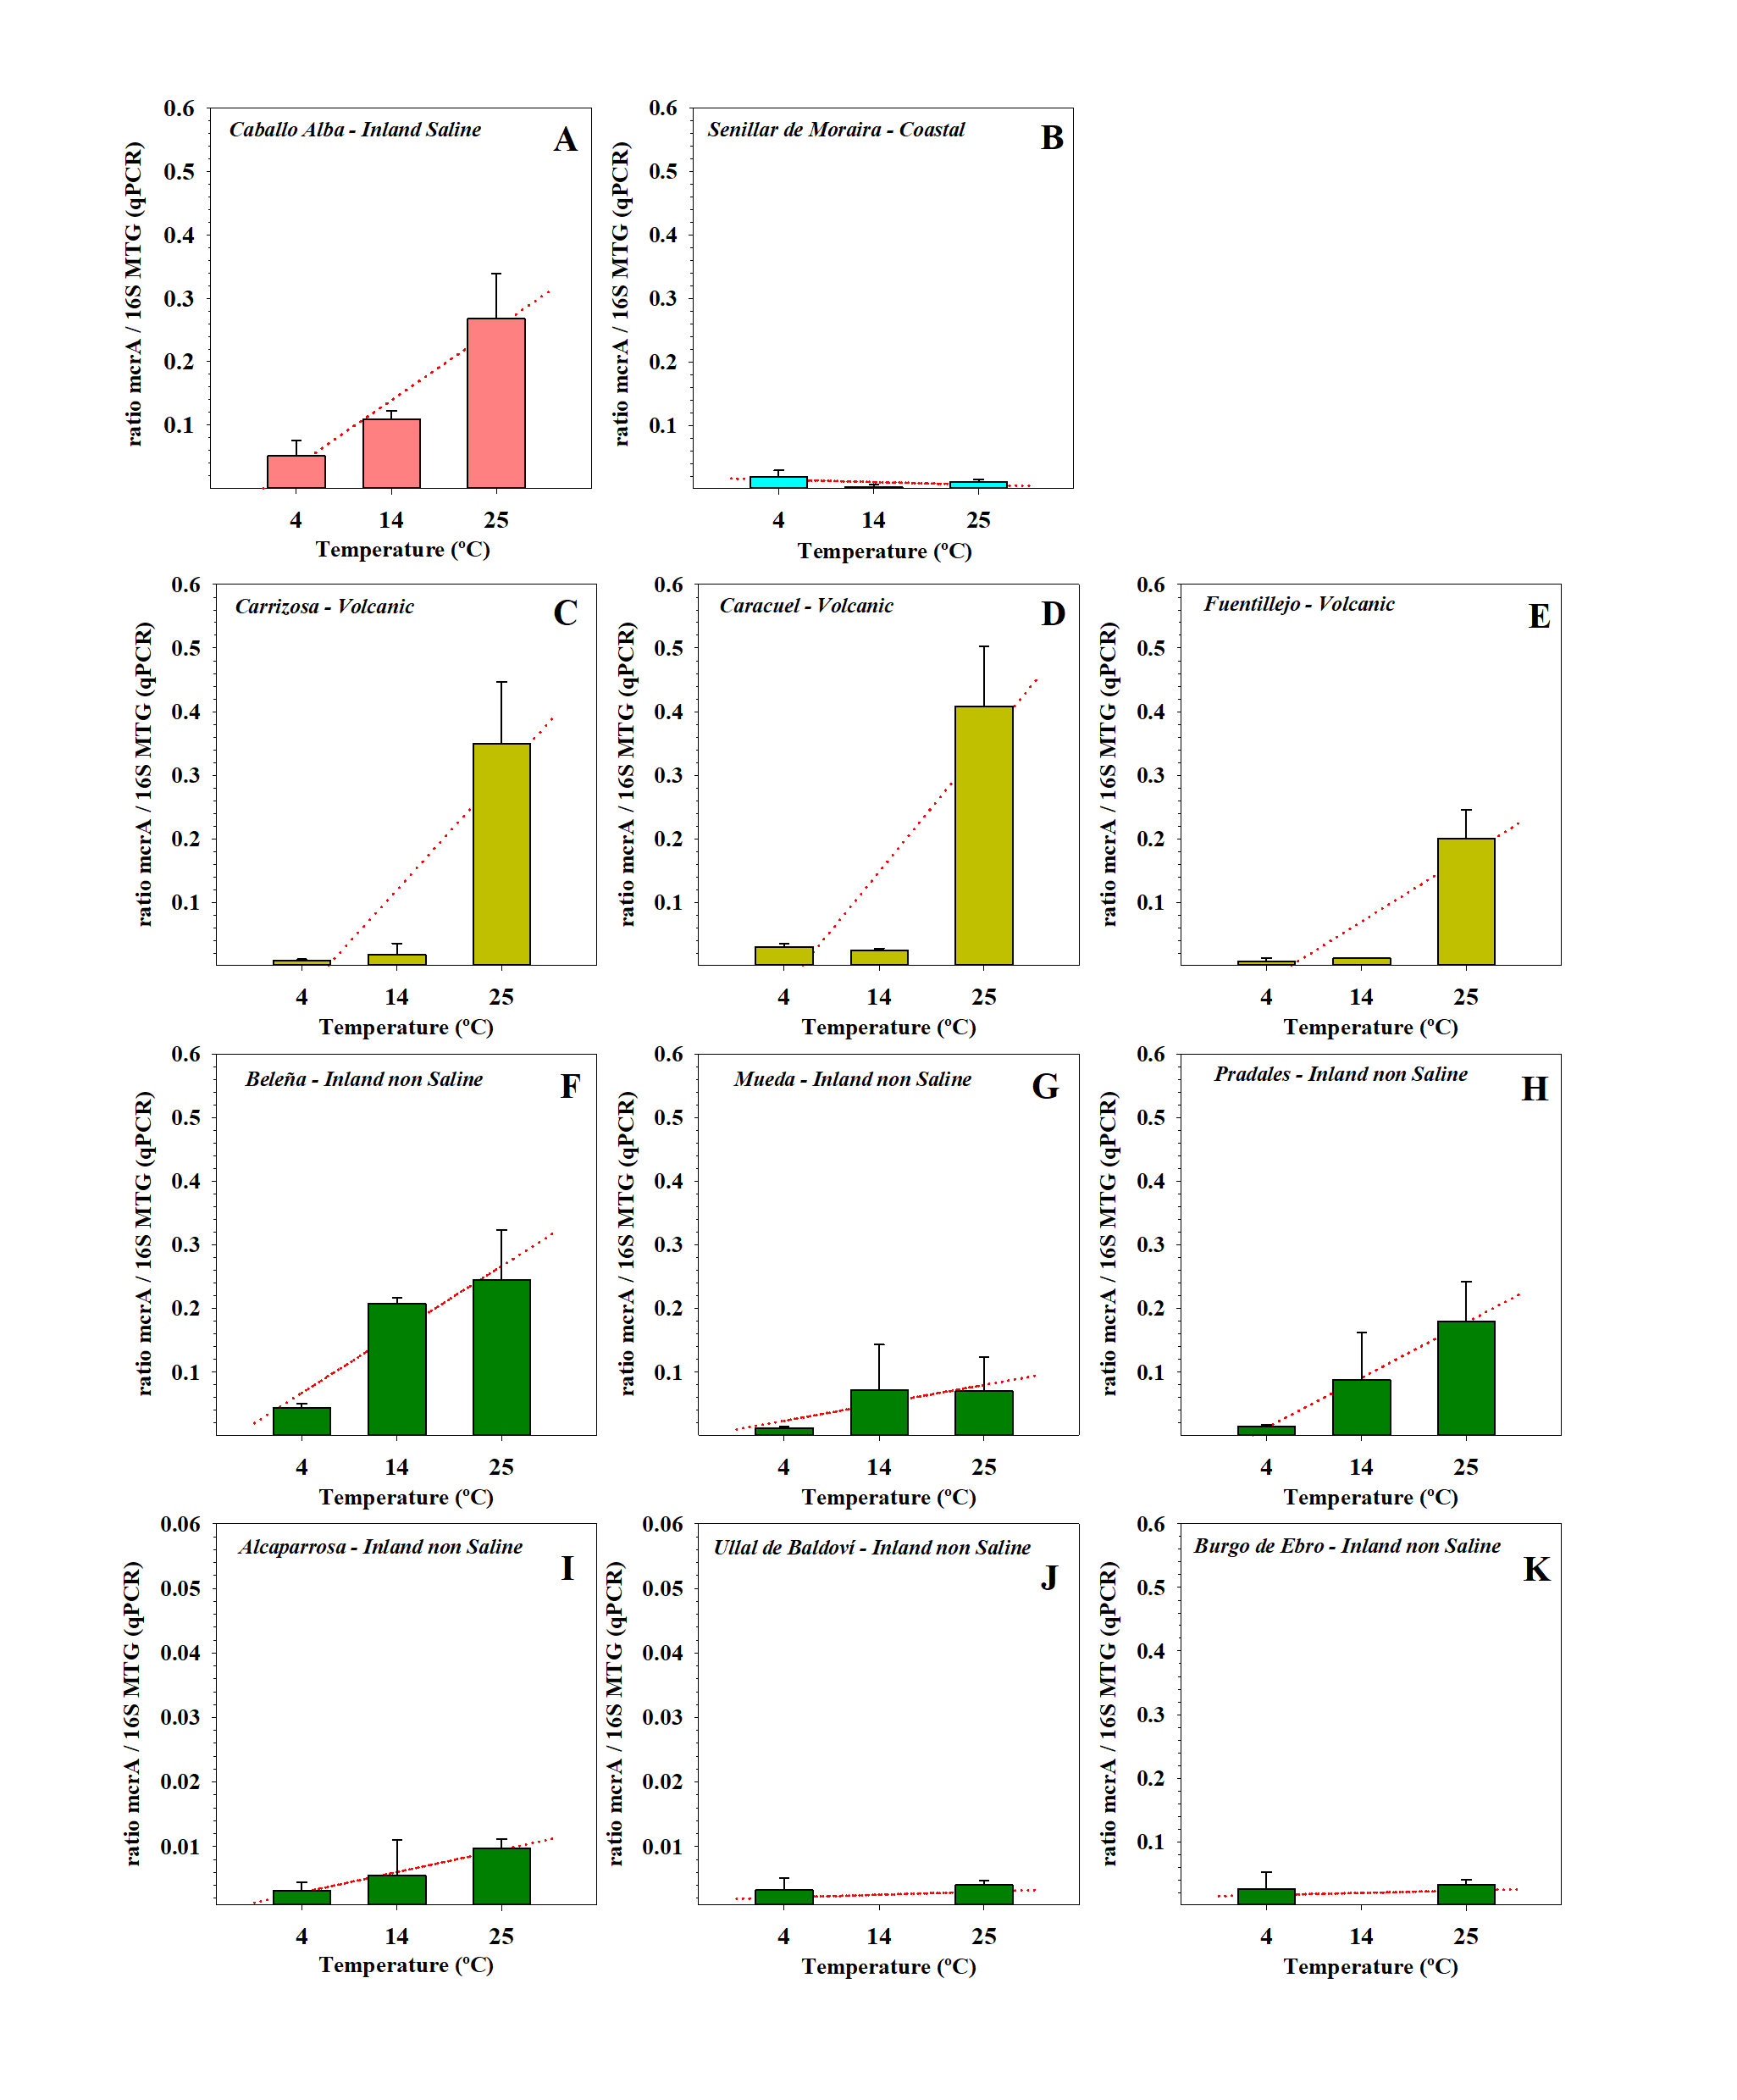 Caballo Alba - Inland Saline
A
0.6
0.5
0.4
0.3
0.2
0.1
ratio mcrA / 16S MTG (qPCR)
4 14 25
Temperature (ºC)
Senillar de Moraira - Coastal
B
0.6
0.5
0.4
0.3
0.2
0.1
ratio mcrA / 16S MTG (qPCR)
4 14 25
Temperature (ºC)
Carrizosa - Volcanic
C
0.6
0.5
0.4
0.3
0.2
0.1
ratio mcrA / 16S MTG (qPCR)
4 14 25
Temperature (ºC)
Caracuel - Volcanic
D
0.6
0.5
0.4
0.3
0.2
0.1
ratio mcrA / 16S MTG (qPCR)
4 14 25
Temperature (ºC)
Fuentillejo - Volcanic
E
0.6
0.5
0.4
0.3
0.2
0.1
ratio mcrA / 16S MTG (qPCR)
4 14 25
Temperature (ºC)
Beleña - Inland non Saline
F
0.6
0.5
0.4
0.3
0.2
0.1
ratio mcrA / 16S MTG (qPCR)
4 14 25
Temperature (ºC)
Mueda - Inland non Saline
G
0.6
0.5
0.4
0.3
0.2
0.1
ratio mcrA / 16S MTG (qPCR)
4 14 25
Temperature (ºC)
Pradales - Inland non Saline
H
0.6
0.5
0.4
0.3
0.2
0.1
ratio mcrA / 16S MTG (qPCR)
4 14 25
Temperature (ºC)
Alcaparrosa - Inland non Saline
I
0.06
0.05
0.04
0.03
0.02
0.01
ratio mcrA / 16S MTG (qPCR)
4 14 25
Temperature (ºC)
Ullal de Baldoví - Inland non Saline
J
0.06
0.05
0.04
0.03
0.02
0.01
ratio mcrA / 16S MTG (qPCR)
4 14 25
Temperature (ºC)
Burgo de Ebro - Inland non Saline
K
0.6
0.5
0.4
0.3
0.2
0.1
ratio mcrA / 16S MTG (qPCR)
4 14 25
Temperature (ºC)